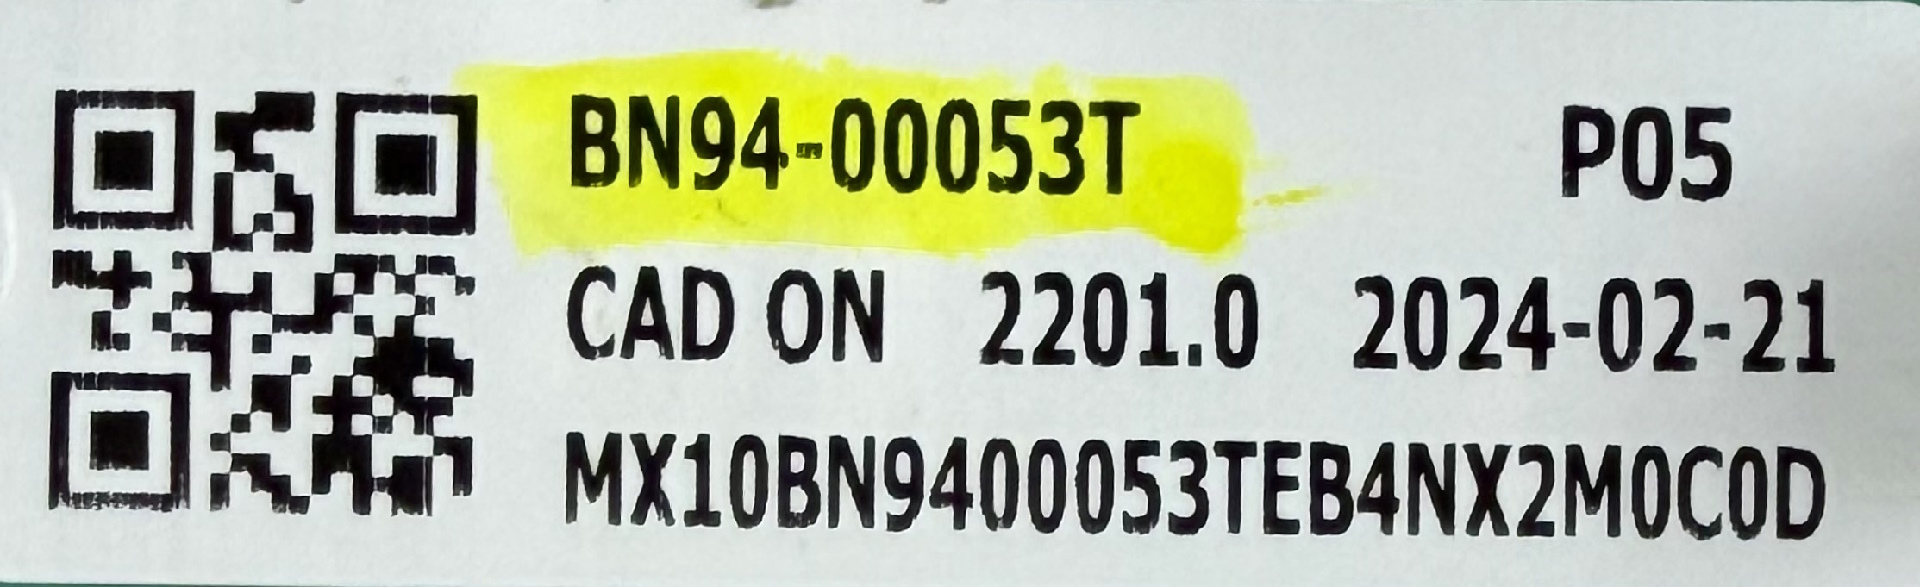 BN94-00053T P05
CAD ON 2201.0 2024-02-21
MX10BN9400053TEB4NX2M0C0D